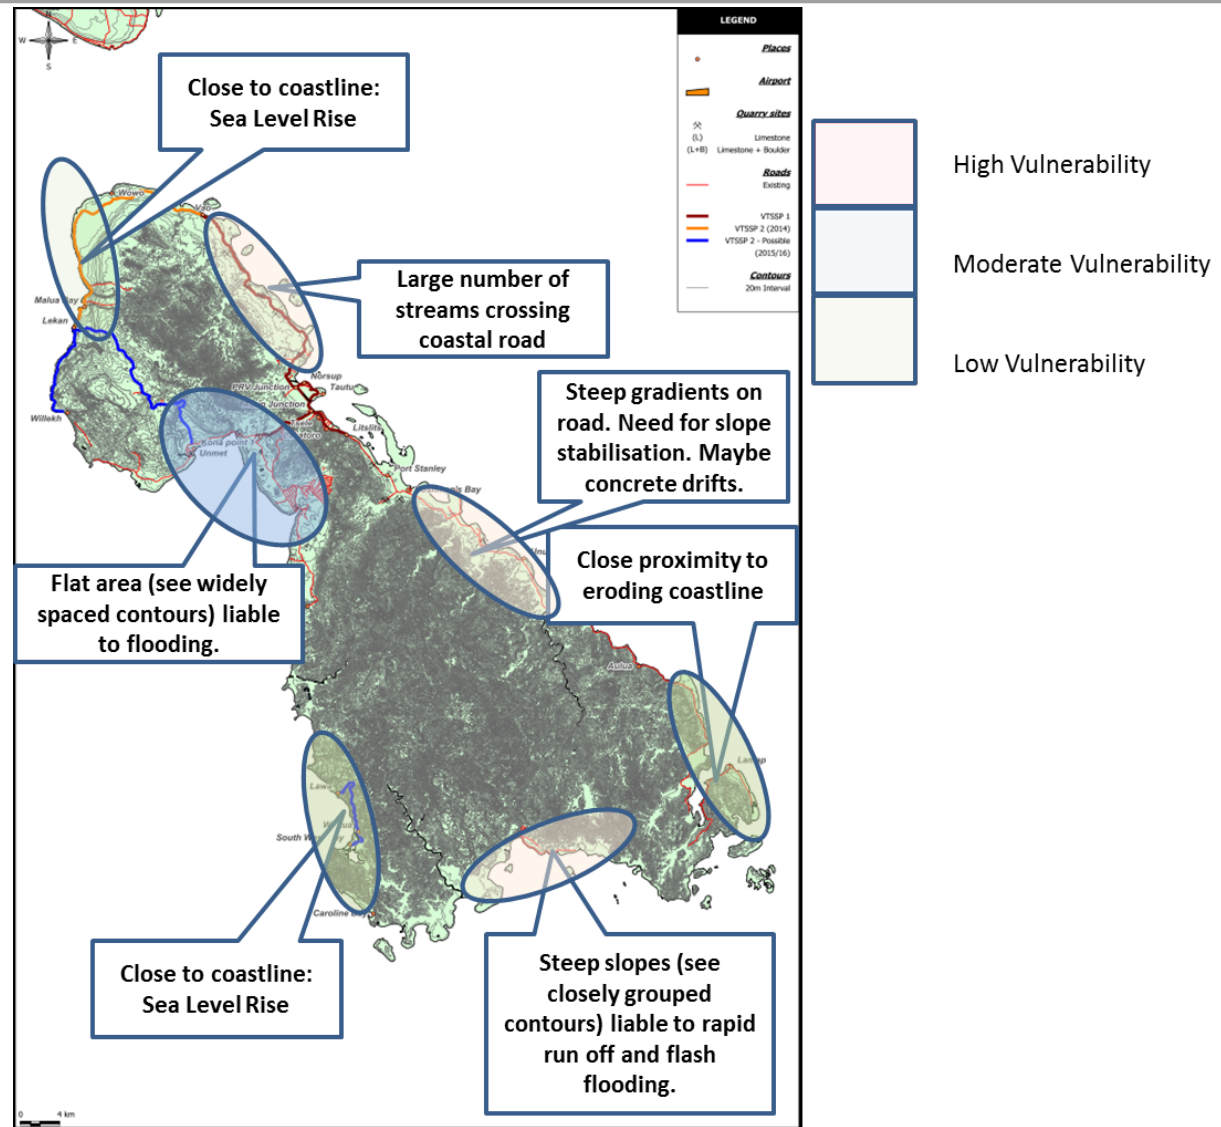 N
W E
S
Close to coastline:
Sea Level Rise
LEGEND
Places
Airport
Quarry sites
(L) Limestone
(L+B) Limestone + Boulder
Roads
Existing
VTSSP 1
VTSSP 2 (2014)
VTSSP 2 - Possible
(2015/16)
Contours
20m Interval
High Vulnerability
Moderate Vulnerability
Low Vulnerability
Wowo
Vao
Large number of
streams crossing
coastal road
Malua Bay
Lekan
Norsup
PRV Junction
Tautu
Junction
Litslits
Willekh
Unmet
Port Stanley
Bay
Steep gradients on
road. Need for slope
stabilisation. Maybe
concrete drifts.
Close proximity to
eroding coastline
Flat area (see widely
spaced contours) liable
to flooding.
Aulua
Caroline
Close to coastline:
Sea Level Rise
Steep slopes (see
closely grouped
contours) liable to rapid
run off and flash
flooding.
0 4 km